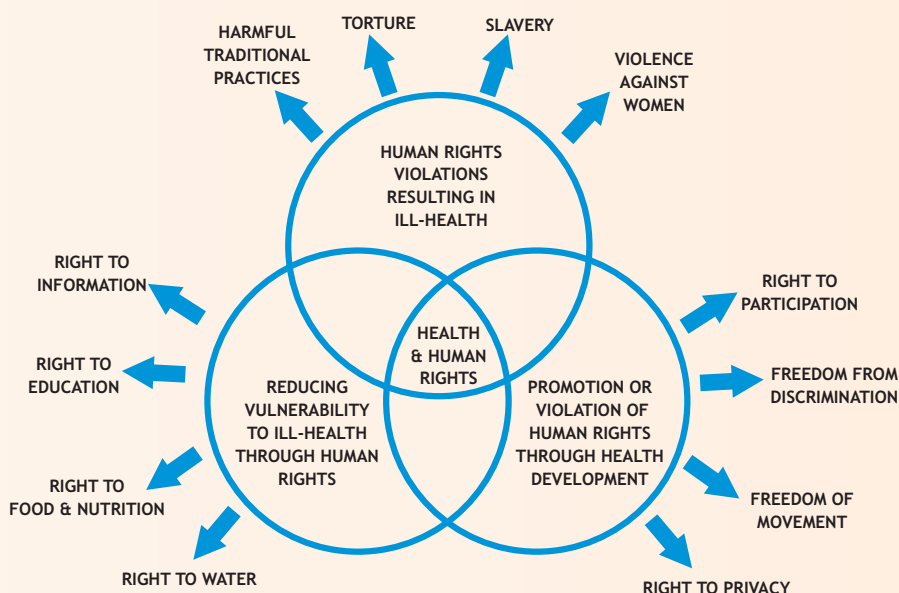 HARMFUL
TRADITIONAL
PRACTICES
TORTURE
SLAVERY
VIOLENCE
AGAINST
WOMEN
HUMAN RIGHTS
VIOLATIONS
RESULTING IN
ILL-HEALTH
RIGHT TO
INFORMATION
RIGHT TO
EDUCATION
RIGHT TO
FOOD & NUTRITION
RIGHT TO WATER
REDUCING
VULNERABILITY
TO ILL-HEALTH
THROUGH HUMAN
RIGHTS
HEALTH
& HUMAN
RIGHTS
PROMOTION OR
VIOLATION OF
HUMAN RIGHTS
THROUGH HEALTH
DEVELOPMENT
RIGHT TO
PARTICIPATION
FREEDOM FROM
DISCRIMINATION
FREEDOM OF
MOVEMENT
RIGHT TO PRIVACY